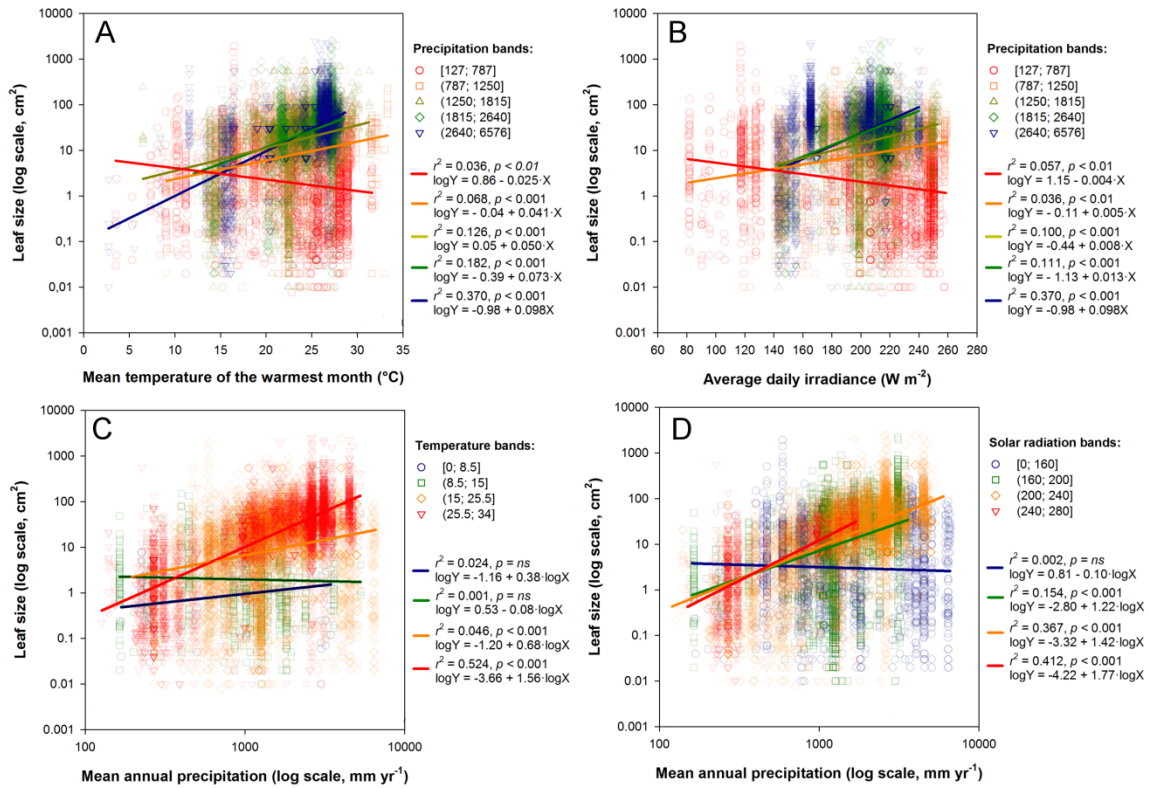 A
Leaf size (log scale, cm²)
10000
1000
100
10
1
0,1
0,01
0,001
0 5 10 15 20 25 30 35
Mean temperature of the warmest month (°C)
Precipitation bands:
[127; 787]
(787; 1250]
(1250; 1815]
(1815; 2640]
(2640; 6576]
r² = 0.036, p < 0.01
logY = 0.86 - 0.025·X
r² = 0.068, p < 0.001
logY = - 0.04 + 0.041·X
r² = 0.126, p < 0.001
logY = 0.05 + 0.050·X
r² = 0.182, p < 0.001
logY = - 0.39 + 0.073·X
r² = 0.370, p < 0.001
logY = -0.98 + 0.098X
B
Leaf size (log scale, cm²)
10000
1000
100
10
1
0,1
0,01
0.001
60 80 100 120 140 160 180 200 220 240 260 280
Average daily irradiance (W m⁻²)
Precipitation bands:
[127; 787]
(787; 1250]
(1250; 1815]
(1815; 2640]
(2640; 6576]
r² = 0.057, p < 0.01
logY = 1.15 - 0.004·X
r² = 0.036, p < 0.01
logY = -0.11 + 0.005·X
r² = 0.100, p < 0.001
logY = -0.44 + 0.008·X
r² = 0.111, p < 0.001
logY = - 1.13 + 0.013·X
r² = 0.370, p < 0.001
logY = -0.98 + 0.098X
C
Leaf size (log scale, cm²)
10000
1000
100
10
1
0.1
0.01
0.001
100 1000 10000
Mean annual precipitation (log scale, mm yr⁻¹)
Temperature bands:
[0; 8.5]
(8.5; 15]
(15; 25.5]
(25.5; 34]
r² = 0.024, p = ns
logY = -1.16 + 0.38·logX
r² = 0.001, p = ns
logY = 0.53 - 0.08·logX
r² = 0.046, p < 0.001
logY = -1.20 + 0.68·logX
r² = 0.524, p < 0.001
logY = -3.66 + 1.56·logX
D
Leaf size (log scale, cm²)
10000
1000
100
10
1
0.1
0.01
0.001
100 1000 10000
Mean annual precipitation (log scale, mm yr⁻¹)
Solar radiation bands:
[0; 160]
(160; 200]
(200; 240]
(240; 280]
r² = 0.002, p = ns
logY = 0.81 - 0.10·logX
r² = 0.154, p < 0.001
logY = -2.80 + 1.22·logX
r² = 0.367, p < 0.001
logY = -3.32 + 1.42·logX
r² = 0.412, p < 0.001
logY = -4.22 + 1.77·logX